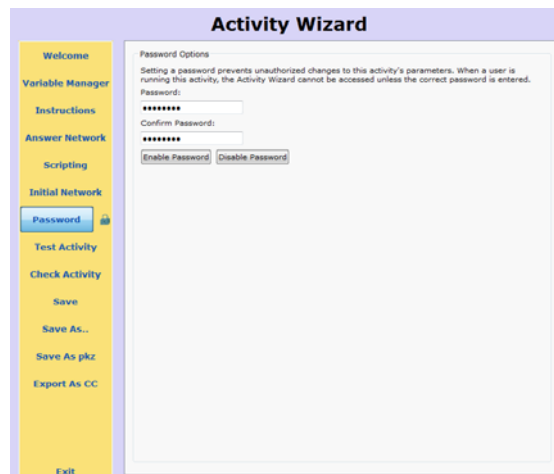 Activity Wizard
Welcome
Variable Manager
Instructions
Answer Network
Scripting
Initial Network
Password
Test Activity
Check Activity
Save
Save As..
Save As pkz
Export As CC
Exit
Password Options
Setting a password prevents unauthorized changes to this activity's parameters. When a user is
running this activity, the Activity Wizard cannot be accessed unless the correct password is entered.
Password:
••••••••
Confirm Password:
••••••••
Enable Password Disable Password